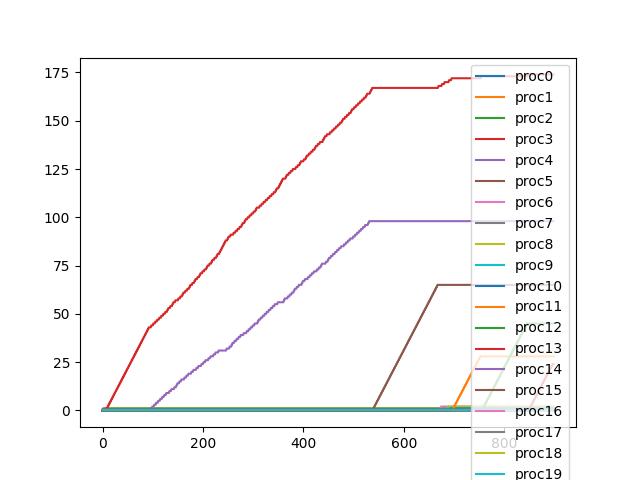 175
150
125
100
75
50
25
0
0 200 400 600 800
proc0
proc1
proc2
proc3
proc4
proc5
proc6
proc7
proc8
proc9
proc10
proc11
proc12
proc13
proc14
proc15
proc16
proc17
proc18
proc19